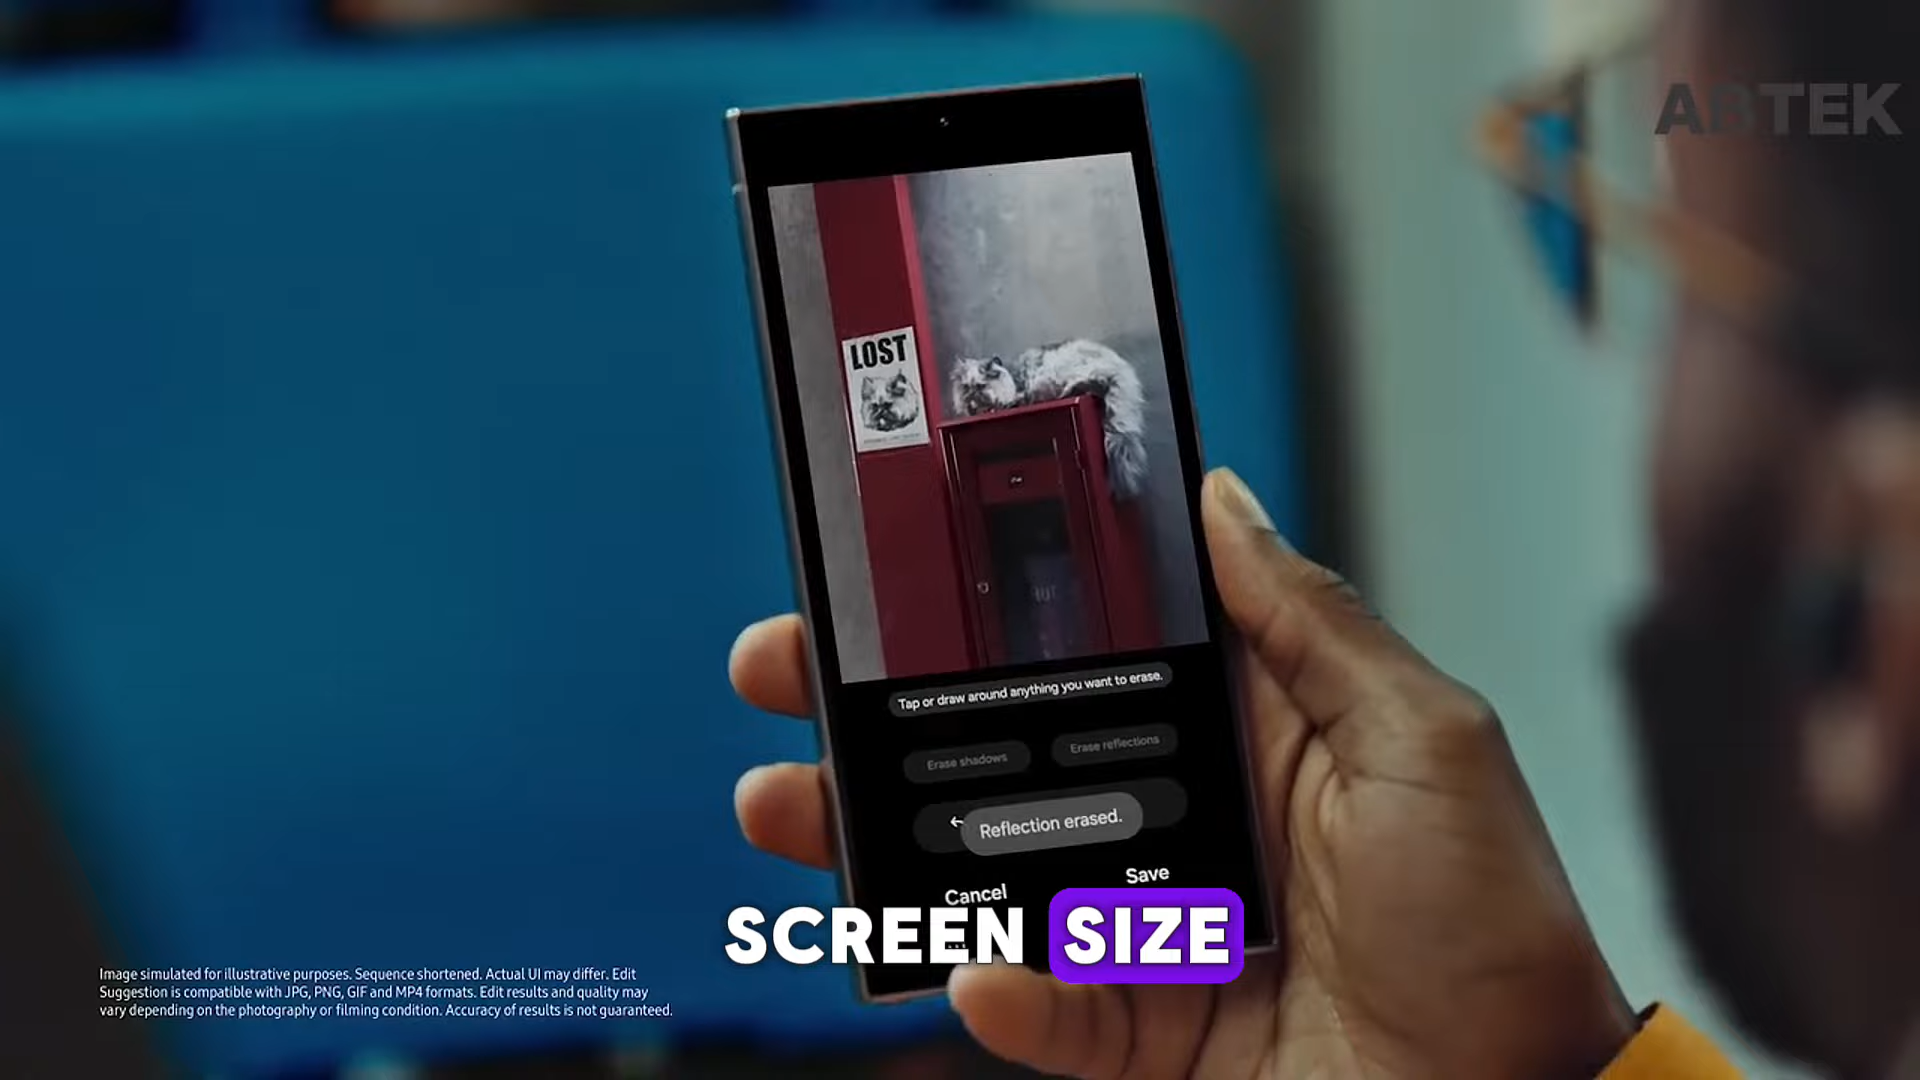 ABTEK
LOST
Tap or draw around anything you want to erase.
Erase shadows
Erase reflections
Reflection erased.
Cancel
Save
SCREEN SIZE
Image simulated for illustrative purposes. Sequence shortened. Actual UI may differ. Edit
Suggestion is compatible with JPG, PNG, GIF and MP4 formats. Edit results and quality may
vary depending on the photography or filming condition. Accuracy of results is not guaranteed.